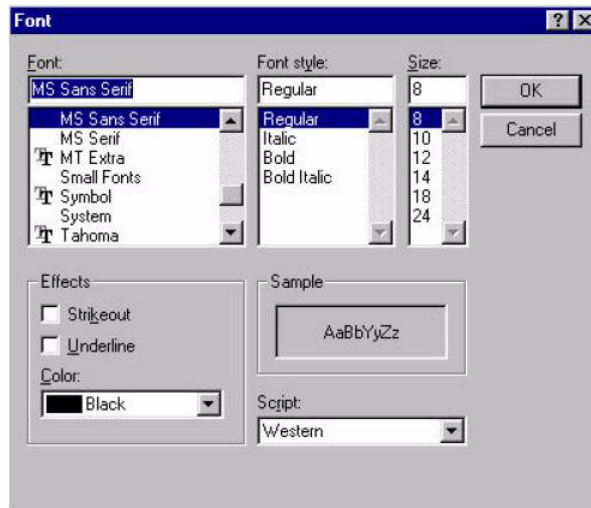 Font
Font:
MS Sans Serif
MS Sans Serif
MS Serif
MT Extra
Small Fonts
Symbol
System
Tahoma
Font style:
Regular
Regular
Italic
Bold
Bold Italic
Size:
8
8
10
12
14
18
24
OK
Cancel
Effects
Strikeout
Underline
Color:
Black
Sample
AaBbYyZz
Script:
Western